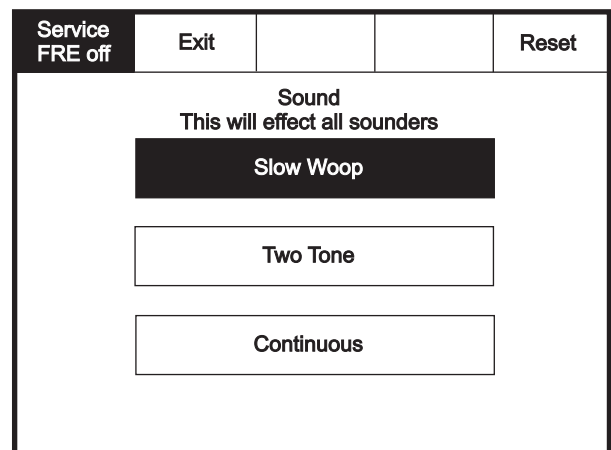 Service
FRE off
Exit
Reset
Sound
This will effect all sounders
Slow Woop
Two Tone
Continuous